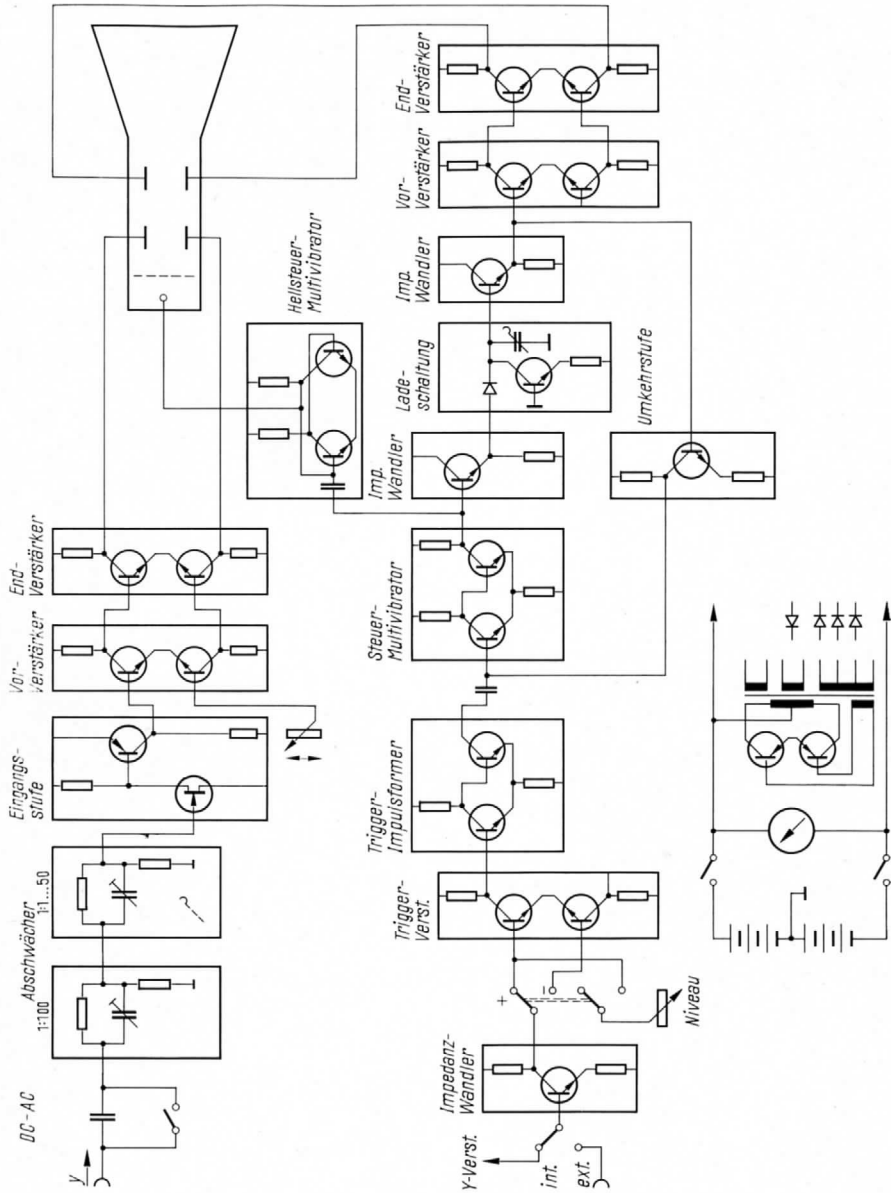 y
DC-AC
Abschwächer
1:100
1:1...50
Eingangs-
stufe
Vor-
Verstärker
End-
Verstärker
Hellsteuer-
Multivibrator
Y-Verst.
int.
ext.
Impedanz-
Wandler
+
−
Niveau
Trigger-
Verst.
Trigger-
Impulsformer
Steuer-
Multivibrator
Imp.
Wandler
Lade-
schaltung
Imp.
Wandler
Vor-
Verstärker
End-
Verstärker
Umkehrstufe